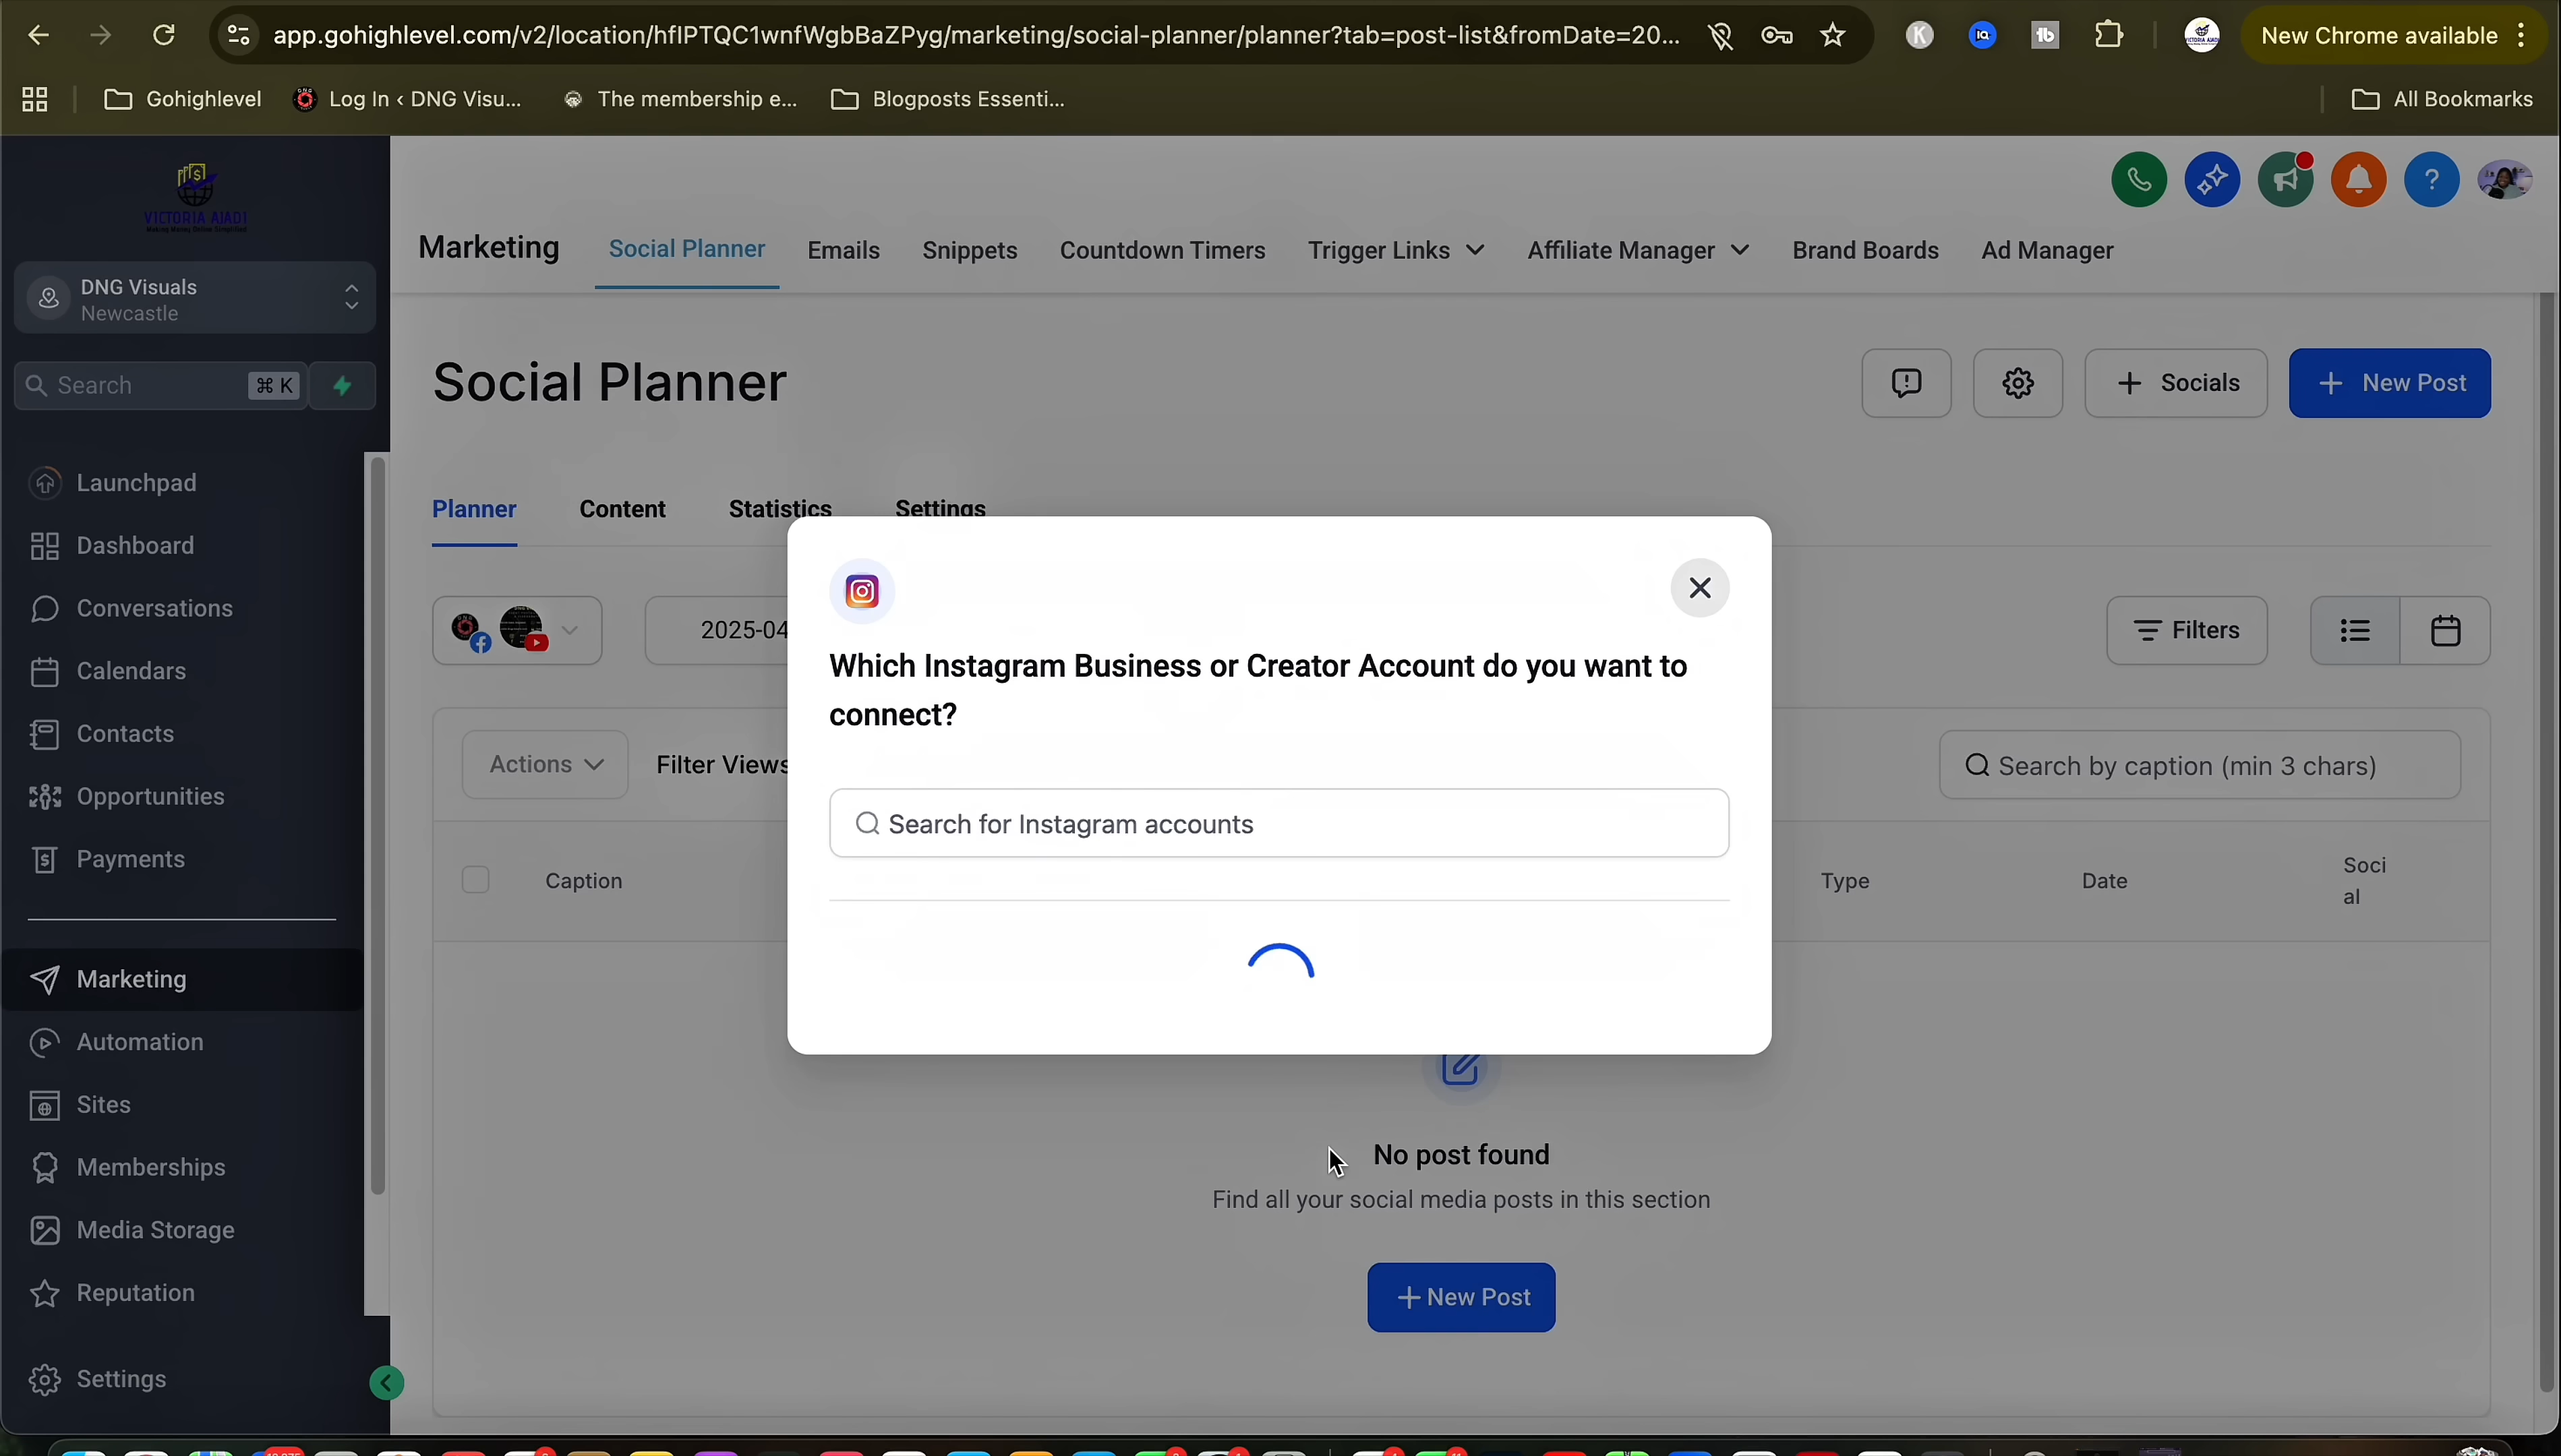 app.gohighlevel.com/v2/location/hfIPTQC1wnfWgbBaZPyg/marketing/social-planner/planner?tab=post-list&fromDate=20...
New Chrome available
Gohighlevel
Log In ‹ DNG Visu...
The membership e...
Blogposts Essenti...
All Bookmarks
VICTORIA AJADI
Making Money Online Simplified
DNG Visuals
Newcastle
Search
⌘ K
Launchpad
Dashboard
Conversations
Calendars
Contacts
Opportunities
Payments
Marketing
Automation
Sites
Memberships
Media Storage
Reputation
Settings
Marketing
Social Planner
Emails
Snippets
Countdown Timers
Trigger Links
Affiliate Manager
Brand Boards
Ad Manager
Social Planner
+ Socials
+ New Post
Planner
Content
Statistics
Settings
2025-04
Filters
Actions
Filter Views
Search by caption (min 3 chars)
Caption
Type
Date
Soci
al
Which Instagram Business or Creator Account do you want to
connect?
Search for Instagram accounts
No post found
Find all your social media posts in this section
+ New Post